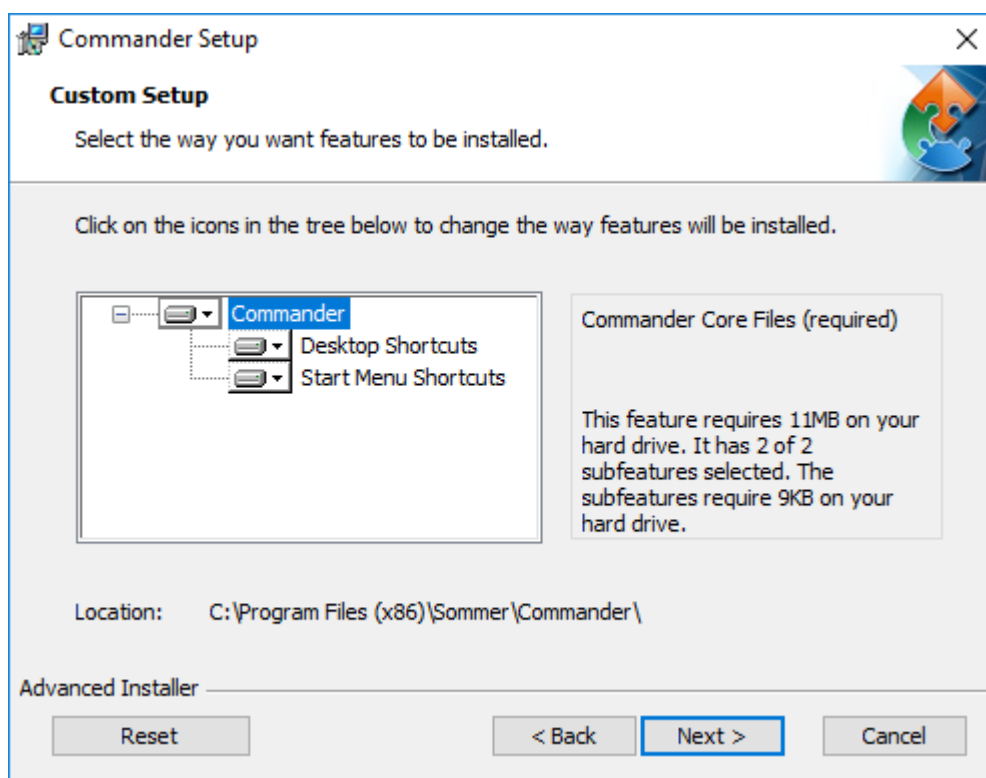 Commander Setup
Custom Setup
Select the way you want features to be installed.
Click on the icons in the tree below to change the way features will be installed.
Commander
Desktop Shortcuts
Start Menu Shortcuts
Commander Core Files (required)
This feature requires 11MB on your
hard drive. It has 2 of 2
subfeatures selected. The
subfeatures require 9KB on your
hard drive.
Location: C:\Program Files (x86)\Sommer\Commander\
Advanced Installer
Reset < Back Next > Cancel